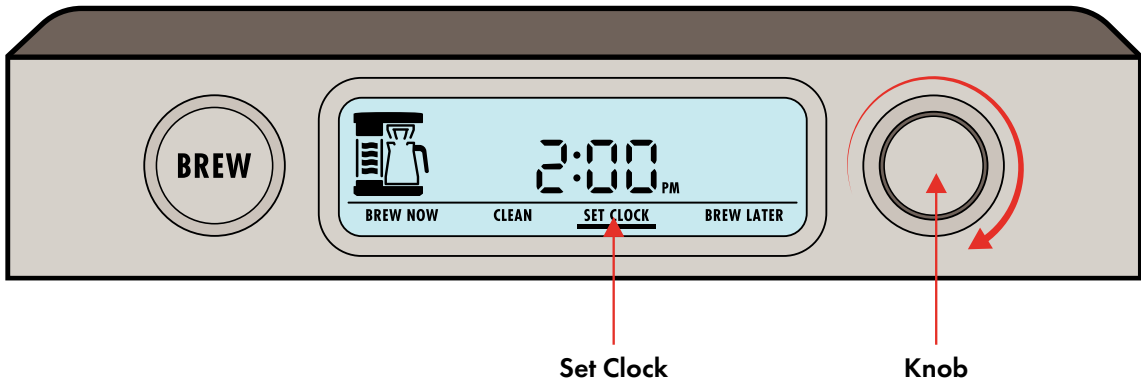 BREW
2:00 PM
BREW NOW CLEAN SET CLOCK BREW LATER
Set Clock Knob